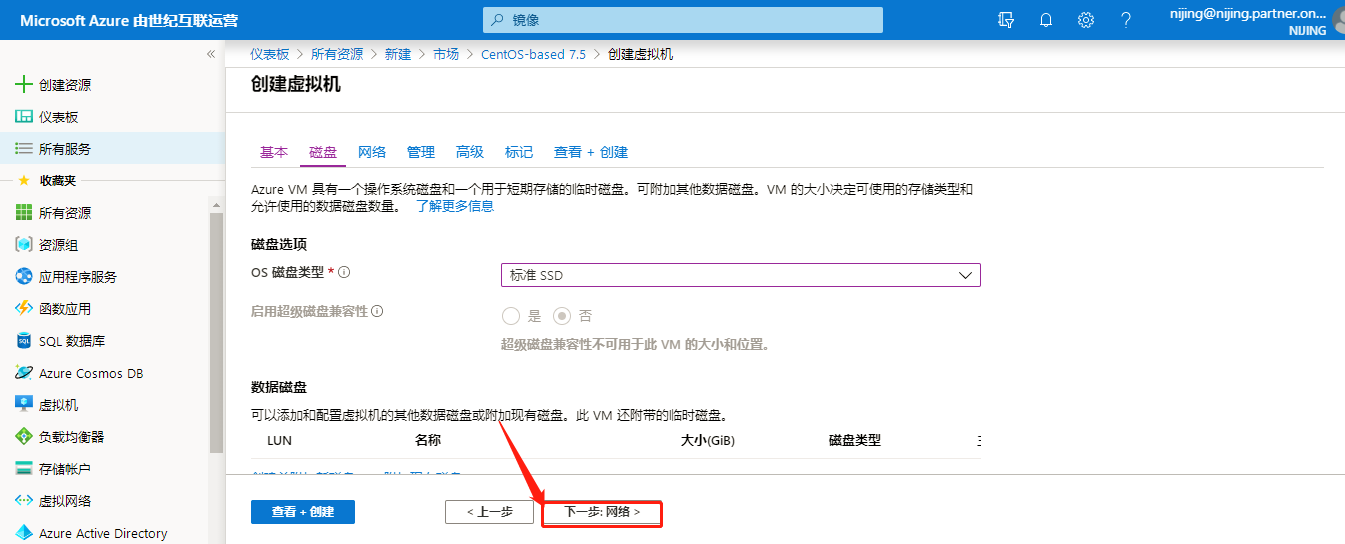 Microsoft Azure 由世纪互联运营
镜像
nijing@nijing.partner.on...
NIJING
«
创建资源
仪表板
所有服务
收藏夹
所有资源
资源组
应用程序服务
函数应用
SQL 数据库
Azure Cosmos DB
虚拟机
负载均衡器
存储帐户
虚拟网络
Azure Active Directory
仪表板 > 所有资源 > 新建 > 市场 > CentOS-based 7.5 > 创建虚拟机
创建虚拟机
基本 磁盘 网络 管理 高级 标记 查看 + 创建
Azure VM 具有一个操作系统磁盘和一个用于短期存储的临时磁盘。可附加其他数据磁盘。VM 的大小决定可使用的存储类型和
允许使用的数据磁盘数量。 了解更多信息
磁盘选项
OS 磁盘类型 *
标准 SSD
启用超级磁盘兼容性
是 否
超级磁盘兼容性不可用于此 VM 的大小和位置。
数据磁盘
可以添加和配置虚拟机的其他数据磁盘或附加现有磁盘。此 VM 还附带的临时磁盘。
LUN 名称 大小(GiB) 磁盘类型
查看 + 创建 < 上一步 下一步: 网络 >